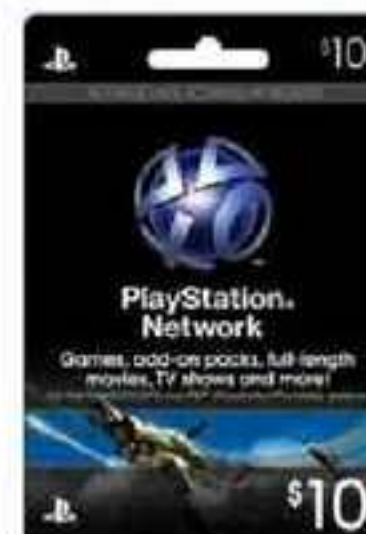 $10
PlayStation®
Network
Games, add-on packs, full-length
movies, TV shows and more!
$10